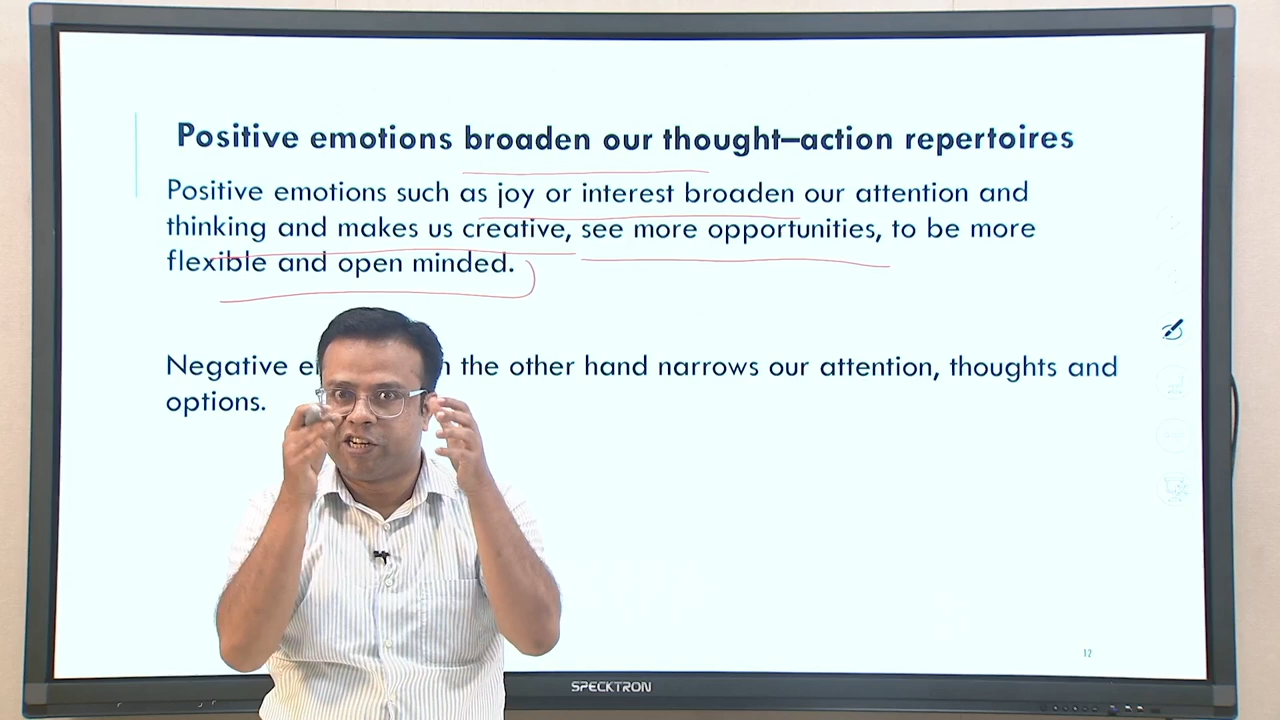 Positive emotions broaden our thought–action repertoires
Positive emotions such as joy or interest broaden our attention and
thinking and makes us creative, see more opportunities, to be more
flexible and open minded.
Negative the other hand narrows our attention, thoughts and
options.
12
SPECKTRON